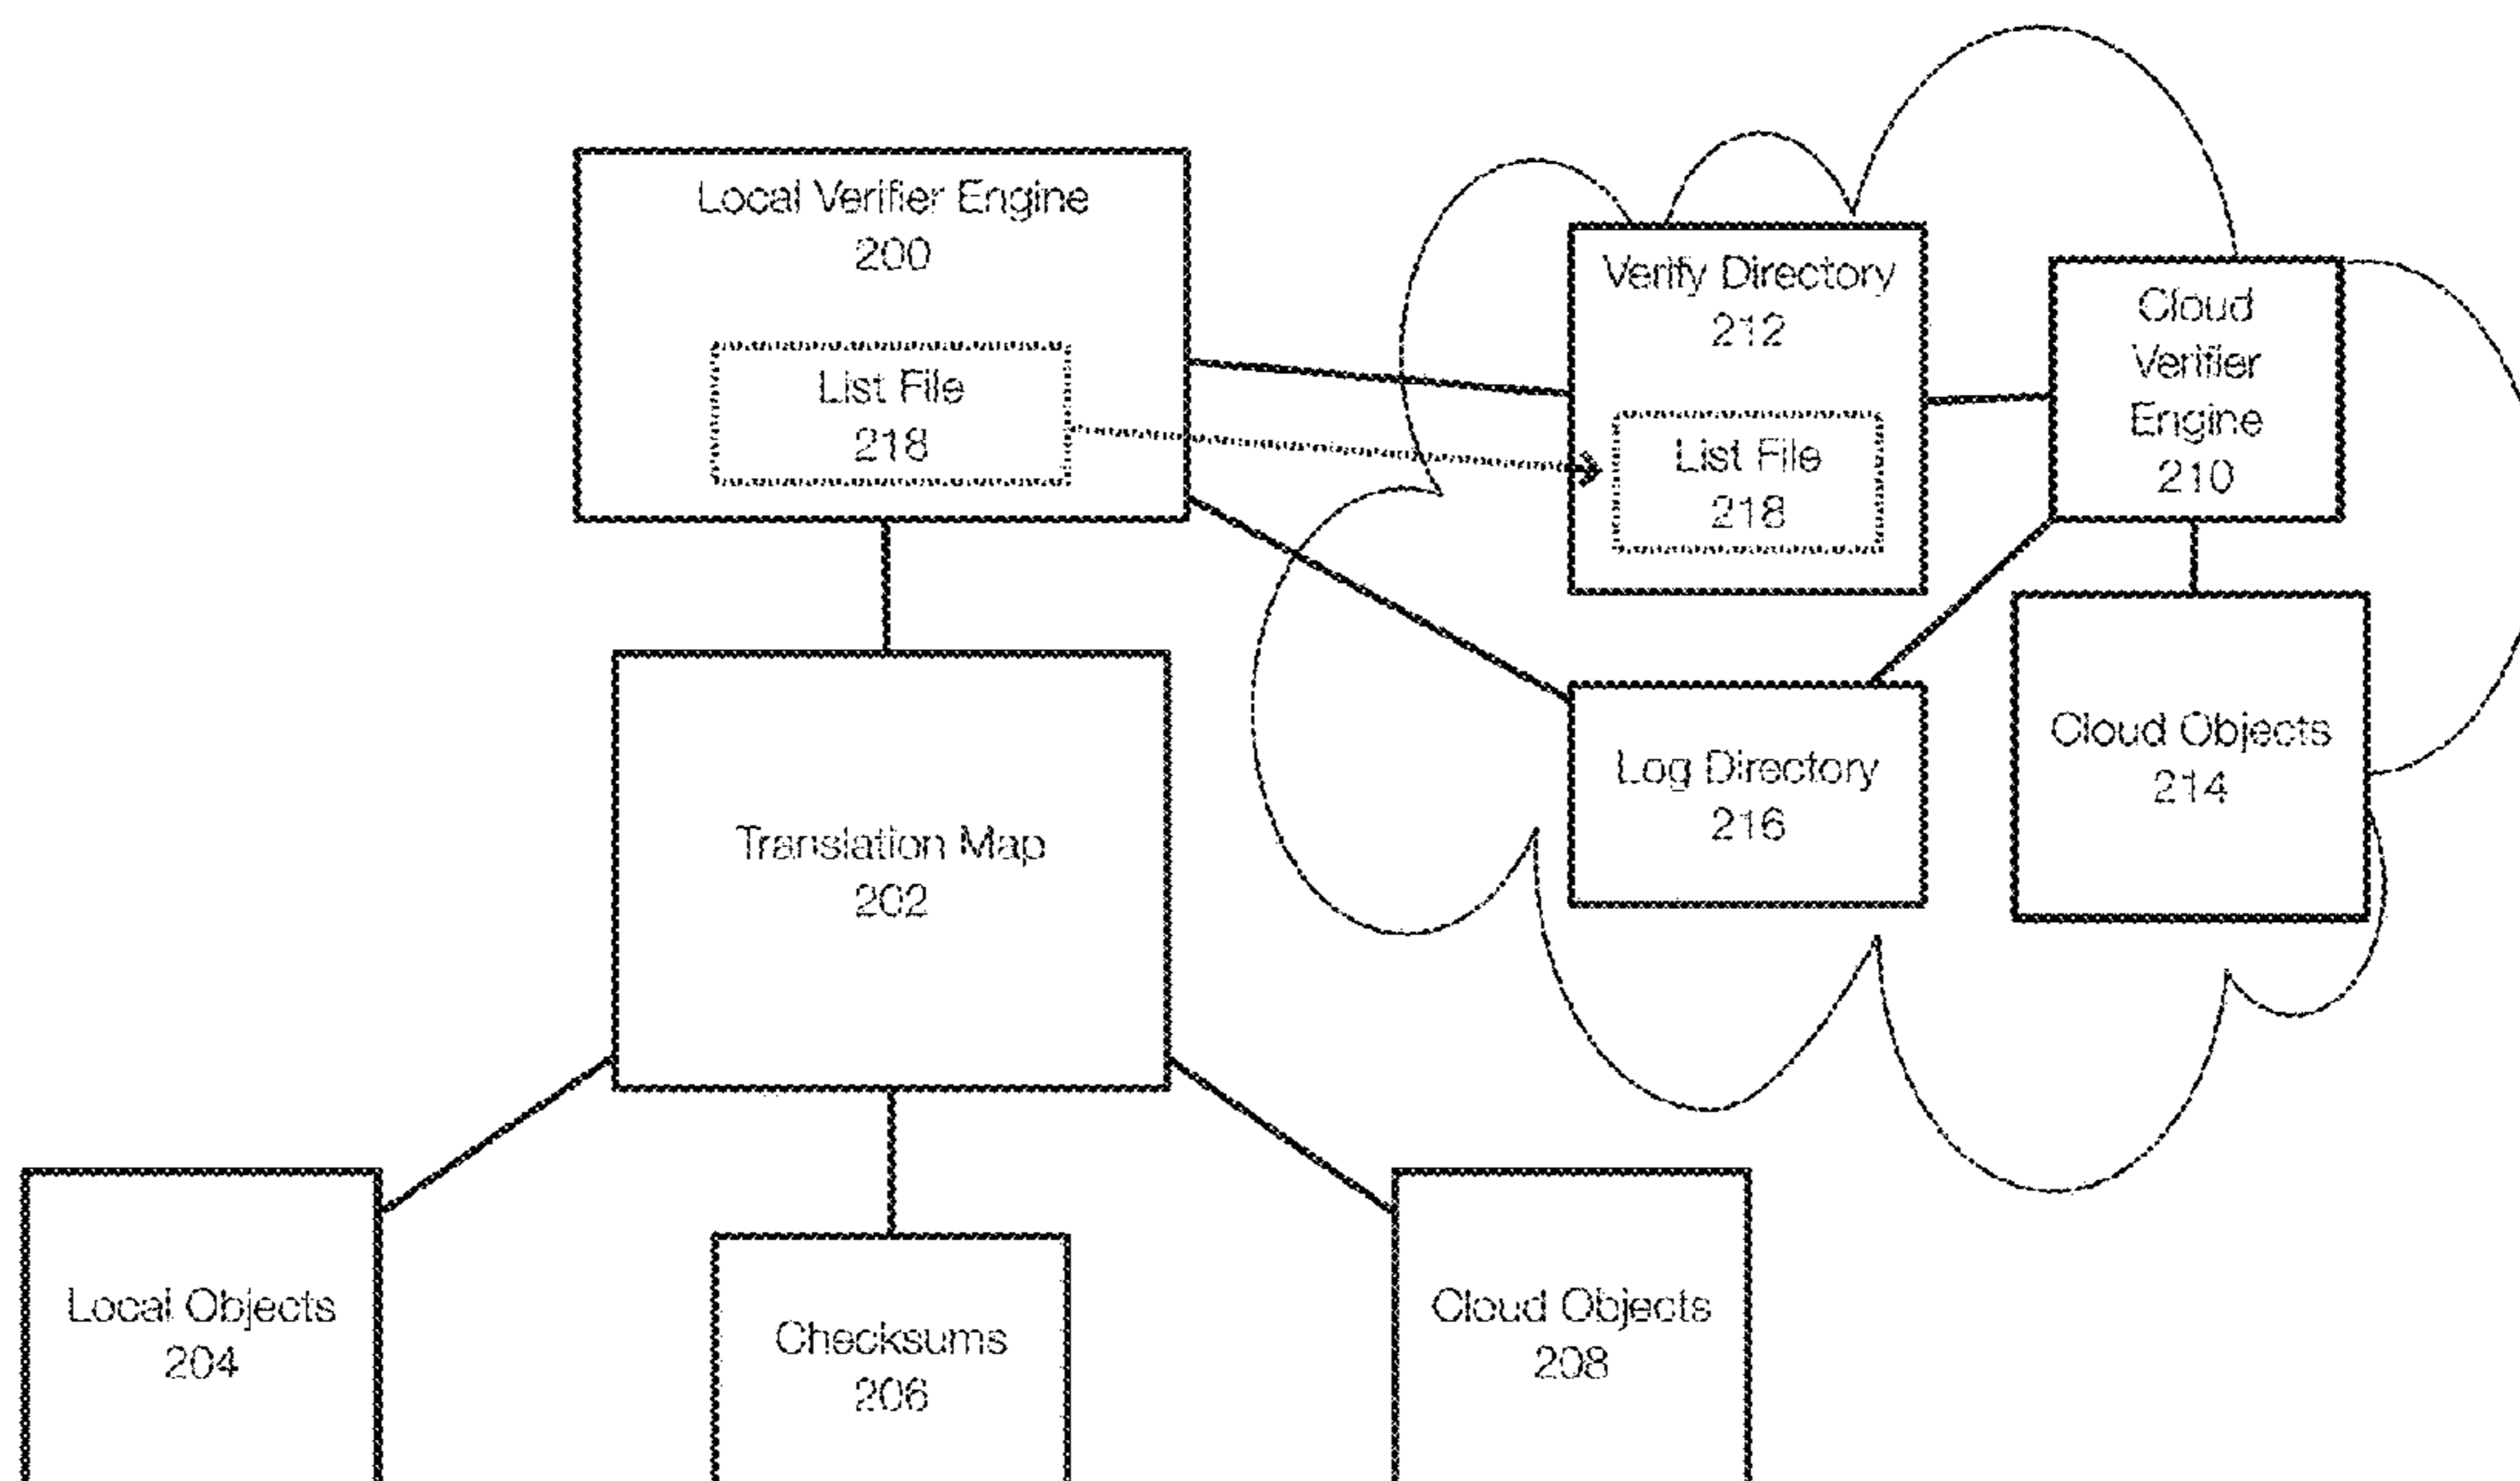 Local Verifier Engine
200
List File
218
Verify Directory
212
List File
218
Cloud
Verifier
Engine
210
Translation Map
202
Log Directory
216
Cloud Objects
214
Local Objects
204
Checksums
206
Cloud Objects
208